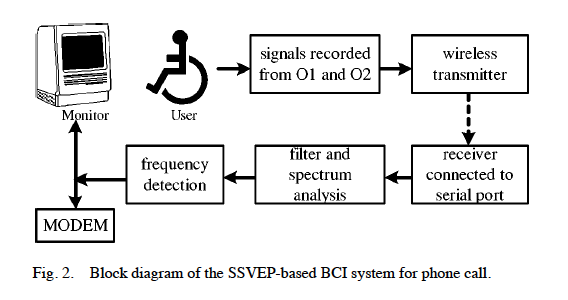 Monitor
User
signals recorded
from O1 and O2
wireless
transmitter
receiver
connected to
serial port
filter and
spectrum
analysis
frequency
detection
MODEM
Fig. 2. Block diagram of the SSVEP-based BCI system for phone call.